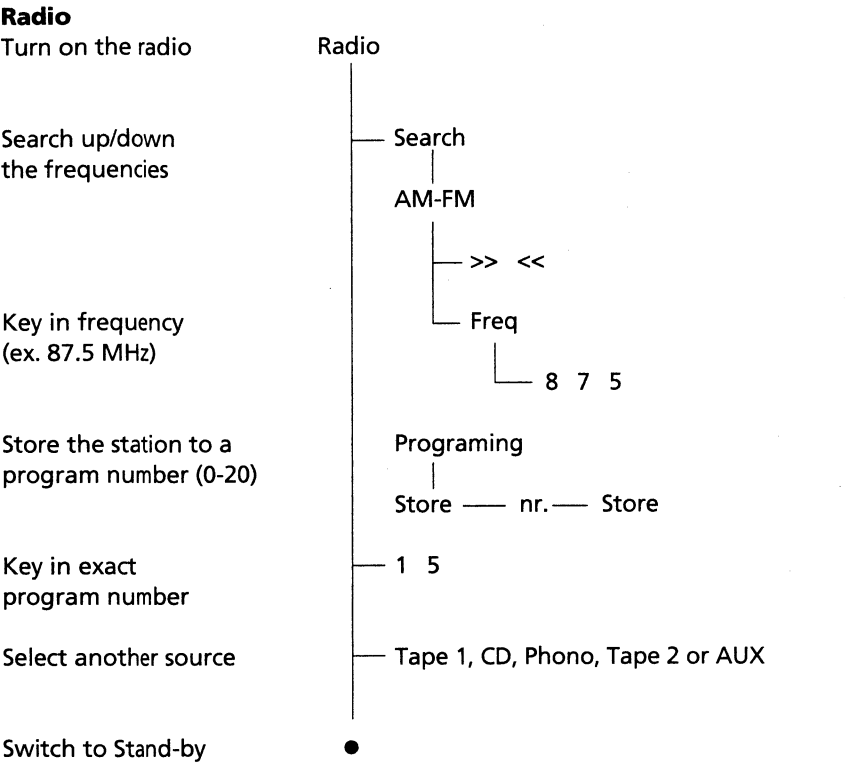 Radio
Turn on the radio Radio
Search up/down Search
the frequencies
AM-FM
>> <<
Key in frequency Freq
(ex. 87.5 MHz)
8 7 5
Store the station to a Programing
program number (0-20)
Store nr. Store
Key in exact 1 5
program number
Select another source Tape 1, CD, Phono, Tape 2 or AUX
Switch to Stand-by